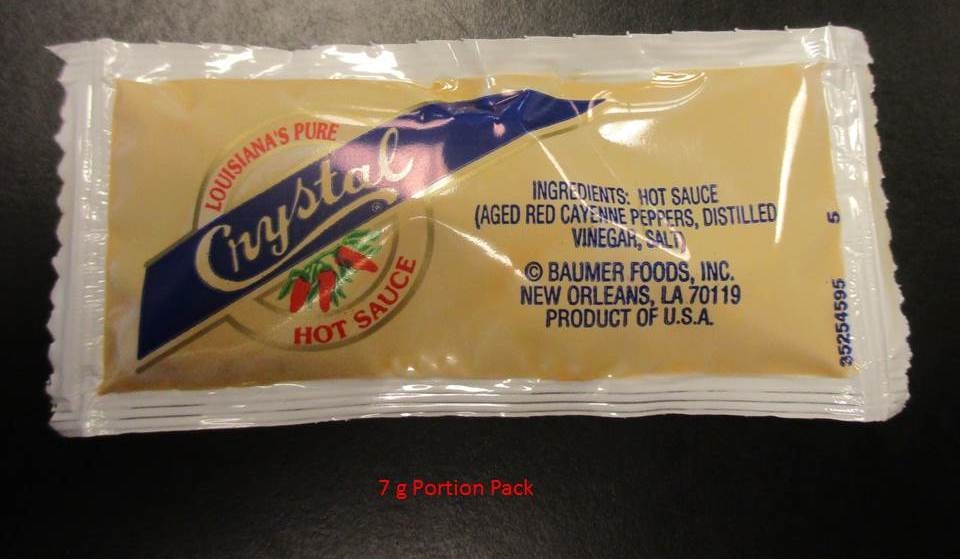 LOUISIANA'S PURE
Crystal
®
HOT SAUCE
INGREDIENTS: HOT SAUCE
(AGED RED CAYENNE PEPPERS, DISTILLED
VINEGAR, SALT)
© BAUMER FOODS, INC.
NEW ORLEANS, LA 70119
PRODUCT OF U.S.A.
35254595 5
7 g Portion Pack